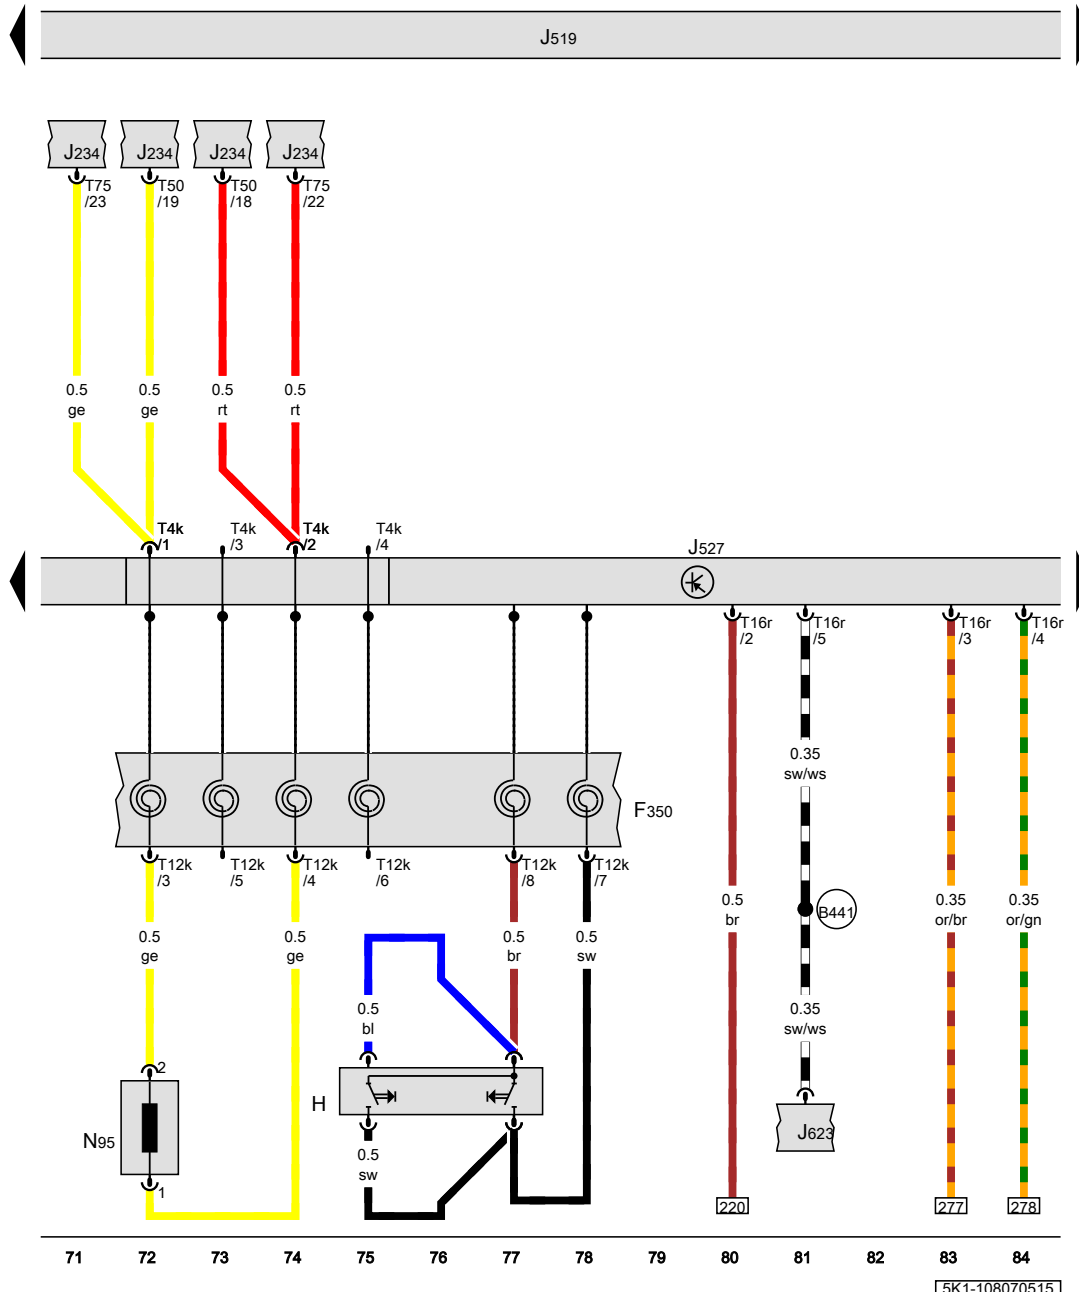 J519
J234 J234 J234 J234
T75 T50 T50 T75
/23 /19 /18 /22
0.5 0.5 0.5 0.5
ge ge rt rt
T4k T4k T4k T4k
/1 /3 /2 /4
J527
T16r T16r T16r T16r
/2 /5 /3 /4
0.35
sw/ws
F350
T12k T12k T12k T12k T12k T12k
/3 /5 /4 /6 /8 /7
0.5 0.35 0.35
br or/br or/gn
B441
0.5 0.5 0.5 0.5
ge ge br sw
0.5 0.35
bl sw/ws
2
H
J623
N95
0.5
sw
1
220 277 278
71 72 73 74 75 76 77 78 79 80 81 82 83 84
5K1-108070515